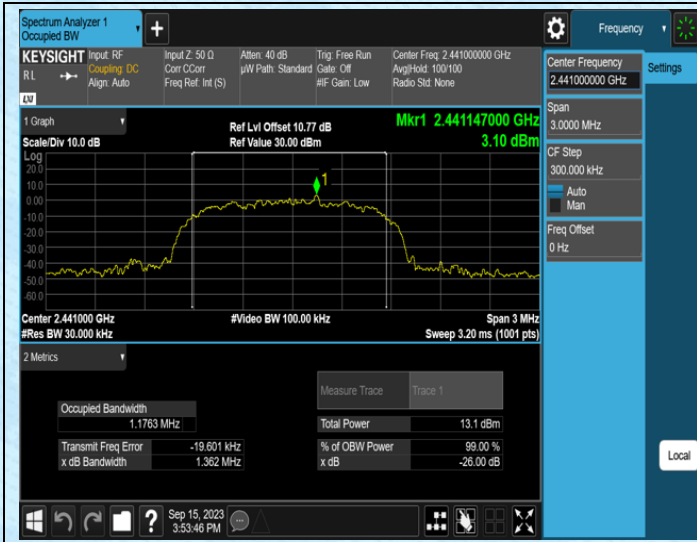 Spectrum Analyzer 1
Occupied BW
+
Frequency
KEYSIGHT
RL
LXI
Input: RF
Coupling: DC
Align: Auto
Input Z: 50 Ω
Corr CCorr
Freq Ref: Int (S)
Atten: 40 dB
µW Path: Standard
Trig: Free Run
Gate: Off
#IF Gain: Low
Center Freq: 2.441000000 GHz
Avg|Hold: 100/100
Radio Std: None
Center Frequency
2.441000000 GHz
Settings
Span
3.0000 MHz
CF Step
300.000 kHz
Auto
Man
Freq Offset
0 Hz
1 Graph
Scale/Div 10.0 dB
Ref Lvl Offset 10.77 dB
Ref Value 30.00 dBm
Mkr1 2.441147000 GHz
3.10 dBm
Log
20.0
10.0
0.00
-10.0
-20.0
-30.0
-40.0
-50.0
-60.0
1
Center 2.441000 GHz
#Res BW 30.000 kHz
#Video BW 100.00 kHz
Span 3 MHz
Sweep 3.20 ms (1001 pts)
2 Metrics
Measure Trace Trace 1
Occupied Bandwidth
1.1763 MHz
Total Power 13.1 dBm
Transmit Freq Error -19.601 kHz
% of OBW Power 99.00 %
x dB Bandwidth 1.362 MHz
x dB -26.00 dB
Local
?
Sep 15, 2023
3:53:46 PM